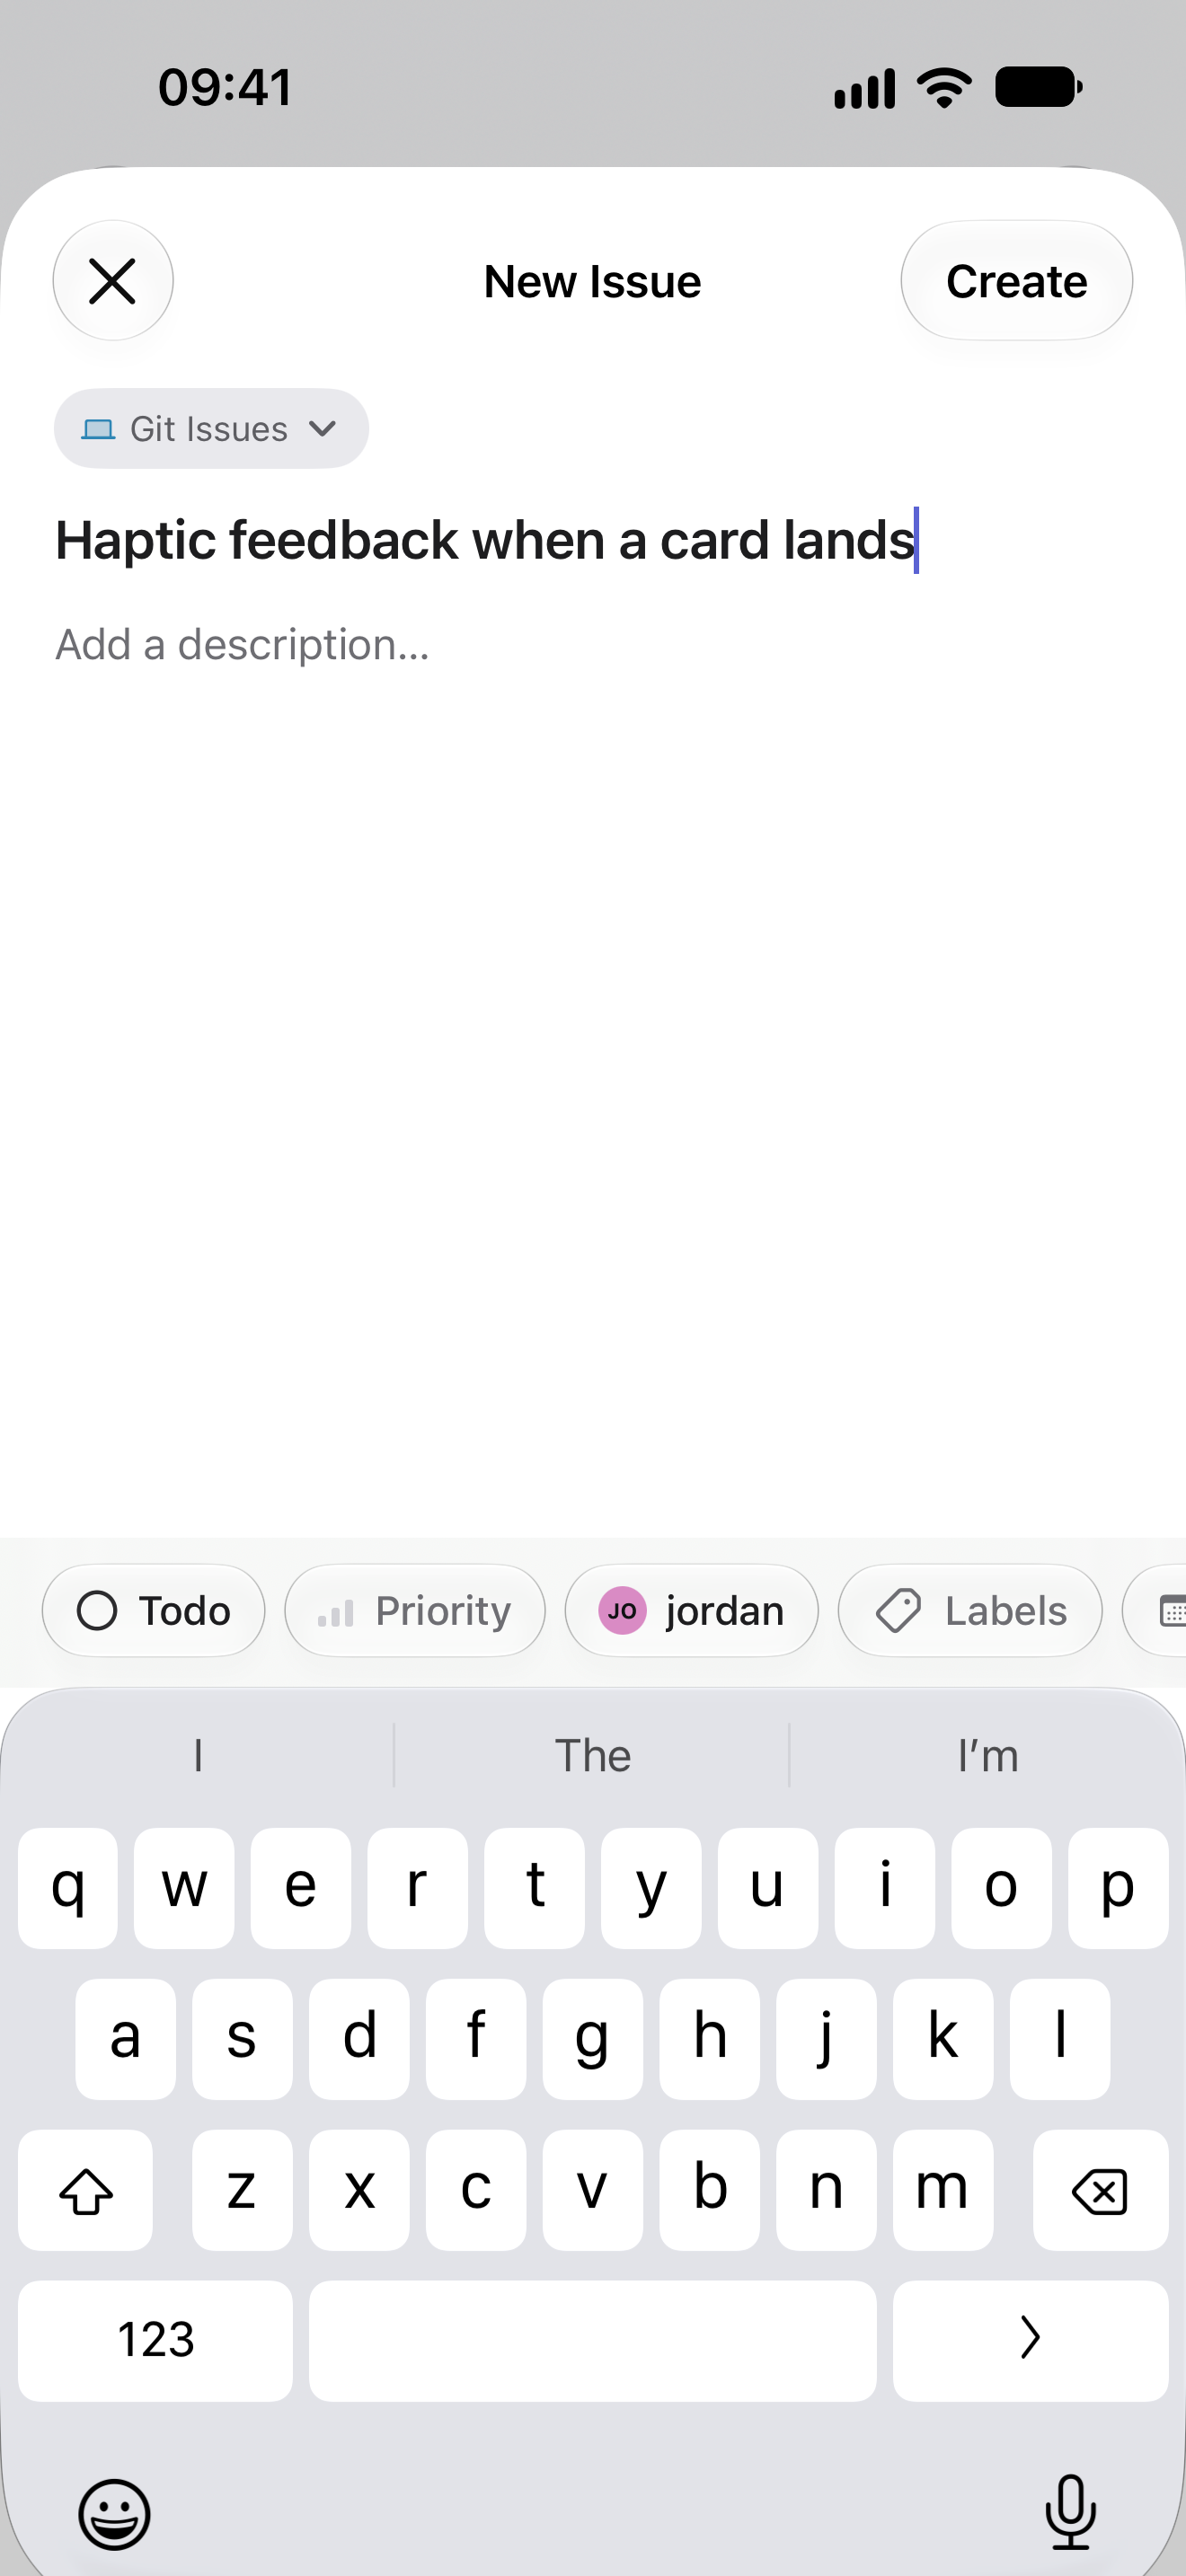 09:41
New Issue
Create
Git Issues
Haptic feedback when a card lands
Add a description...
Todo
Priority
JO
jordan
Labels
I
The
I’m
q w e r t y u i o p
a s d f g h j k l
z x c v b n m
123